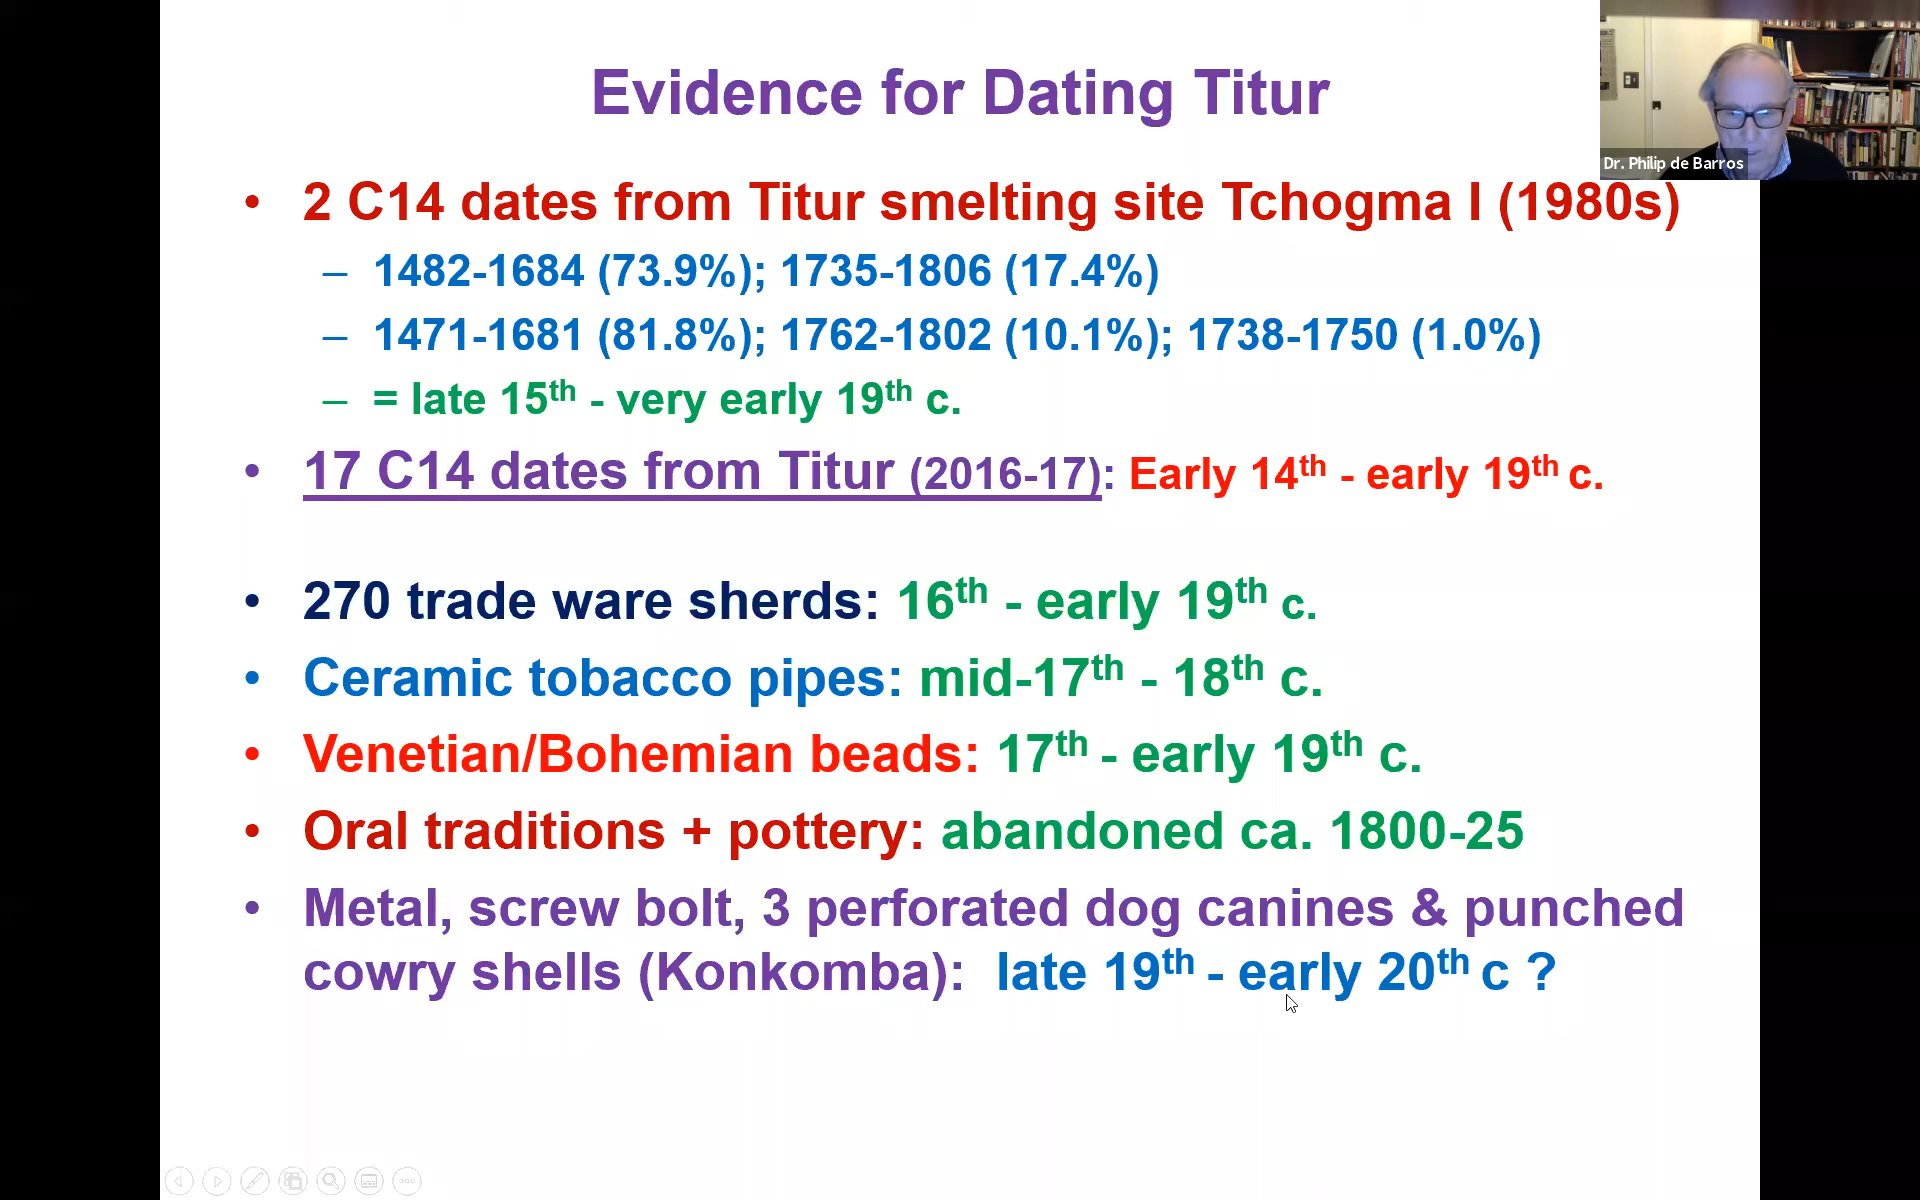 Evidence for Dating Titur
Dr. Philip de Barros
• 2 C14 dates from Titur smelting site Tchogma I (1980s)
– 1482-1684 (73.9%); 1735-1806 (17.4%)
– 1471-1681 (81.8%); 1762-1802 (10.1%); 1738-1750 (1.0%)
– = late 15th - very early 19th c.
• 17 C14 dates from Titur (2016-17): Early 14th - early 19th c.
• 270 trade ware sherds: 16th - early 19th c.
• Ceramic tobacco pipes: mid-17th - 18th c.
• Venetian/Bohemian beads: 17th - early 19th c.
• Oral traditions + pottery: abandoned ca. 1800-25
• Metal, screw bolt, 3 perforated dog canines & punched
cowry shells (Konkomba): late 19th - early 20th c ?